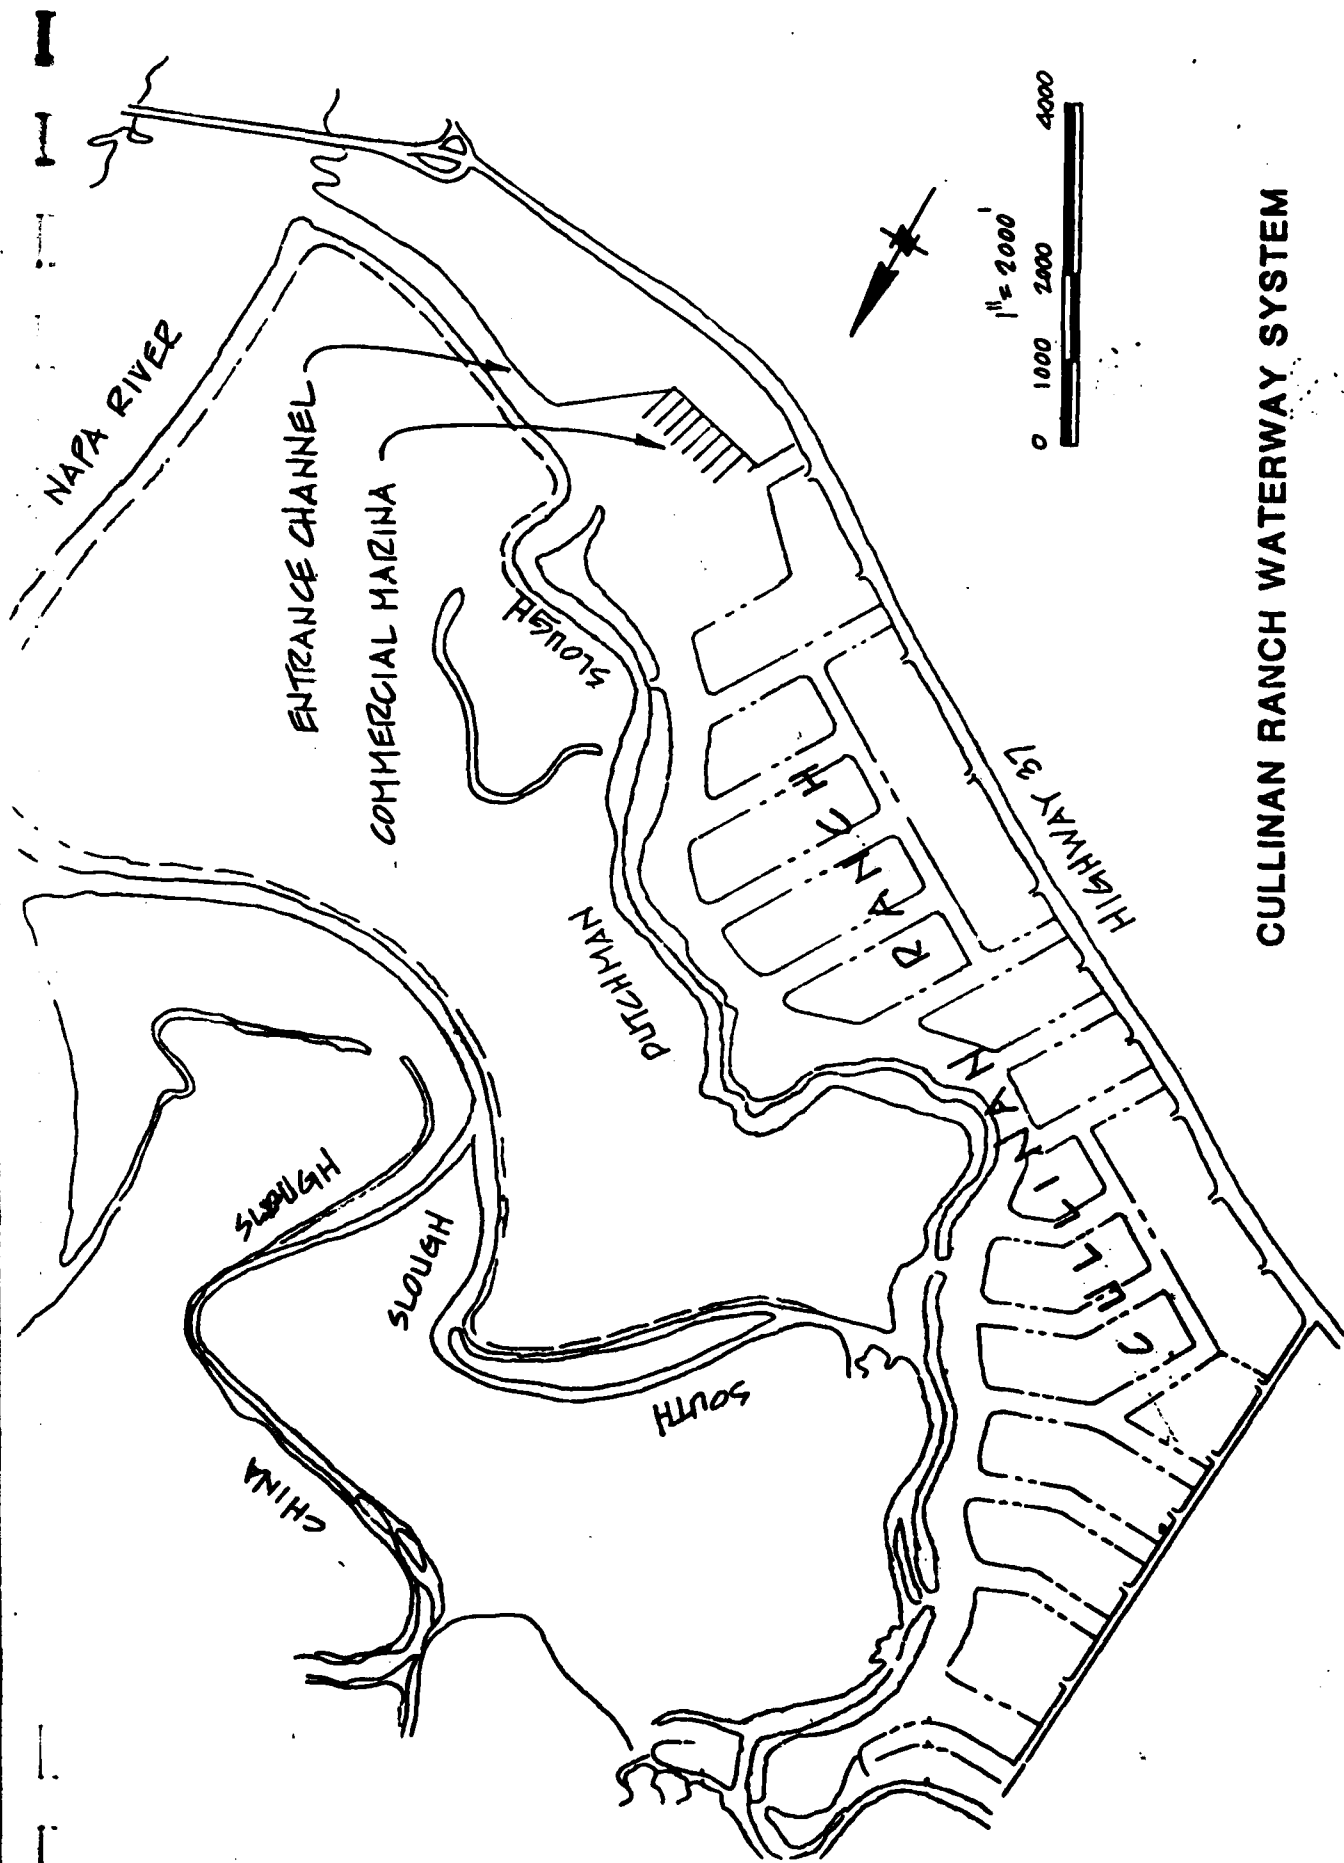 NAPA RIVER
ENTRANCE CHANNEL
COMMERCIAL MARINA
SLOUGH
DUTCHMAN
SLOUGH
CHINA
SLOUGH
SOUTH
CULLINAN RANCH
HIGHWAY 37
1" = 2000'
0 1000 2000 4000
CULLINAN RANCH WATERWAY SYSTEM